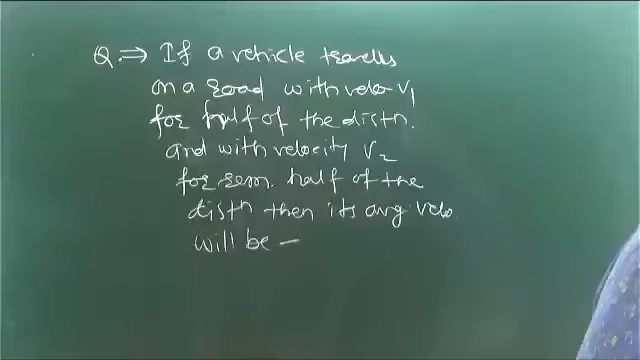 Q. ⇒ If a vehicle travells
on a road with velo V1
for half of the distn.
and with velocity V2
for rem. half of the
distn then its avg velo
will be —